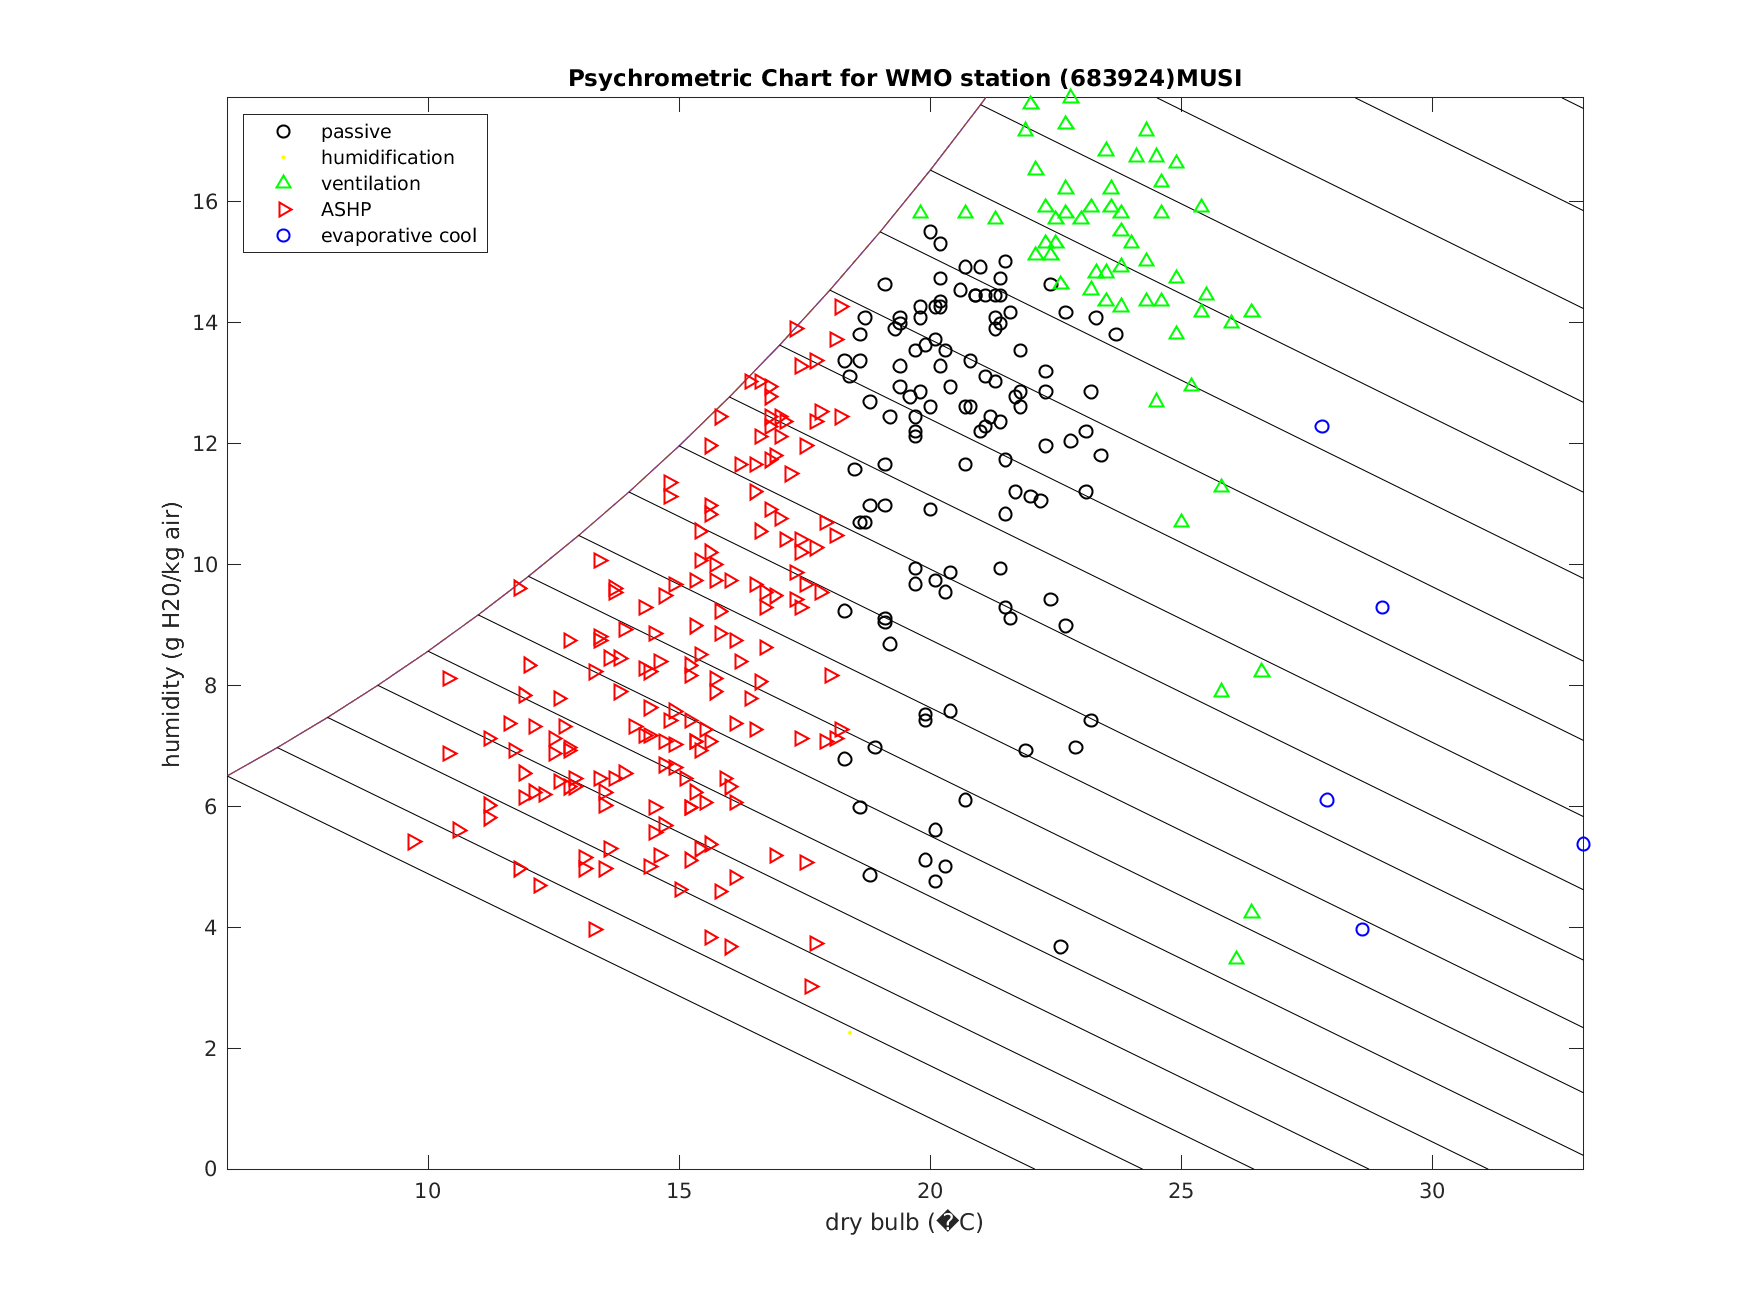 Psychrometric Chart for WMO station (683924)MUSI
passive
humidification
ventilation
ASHP
evaporative cool
humidity (g H20/kg air)
16
14
12
10
8
6
4
2
0
10 15 20 25 30
dry bulb (�C)